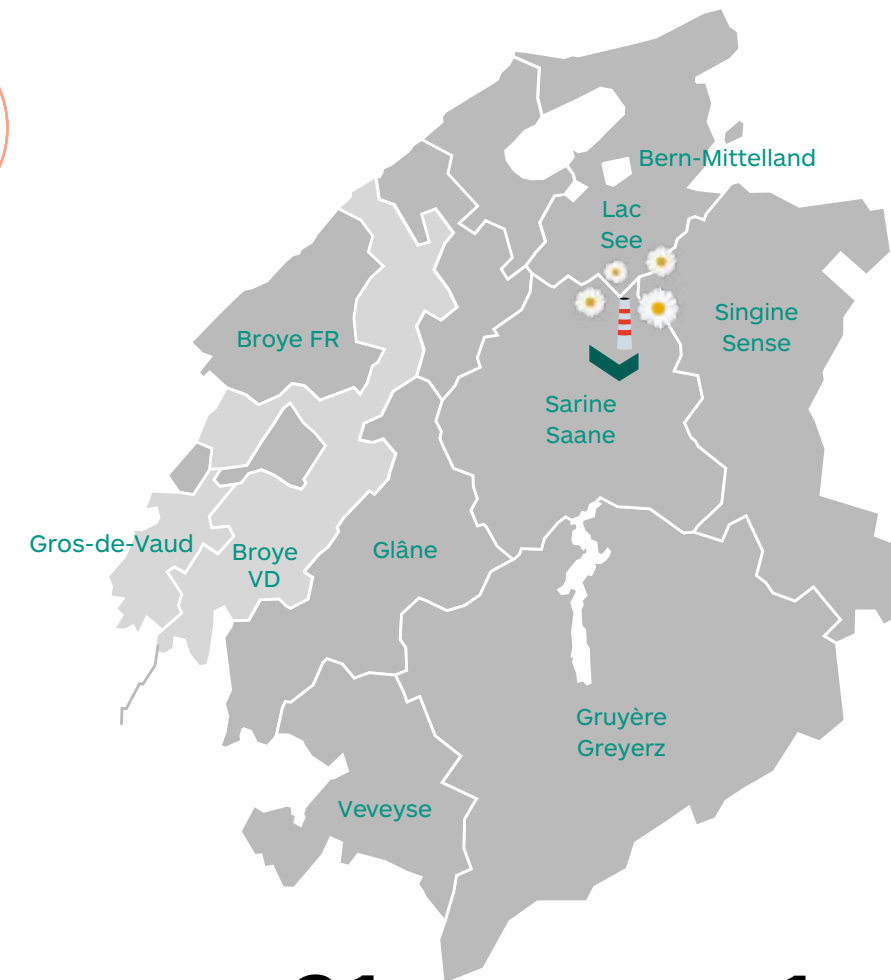 Bern-Mittelland
Lac
See
Singine
Sense
Broye FR
Sarine
Saane
Gros-de-Vaud
Broye
VD
Glâne
Gruyère
Greyerz
Veveyse